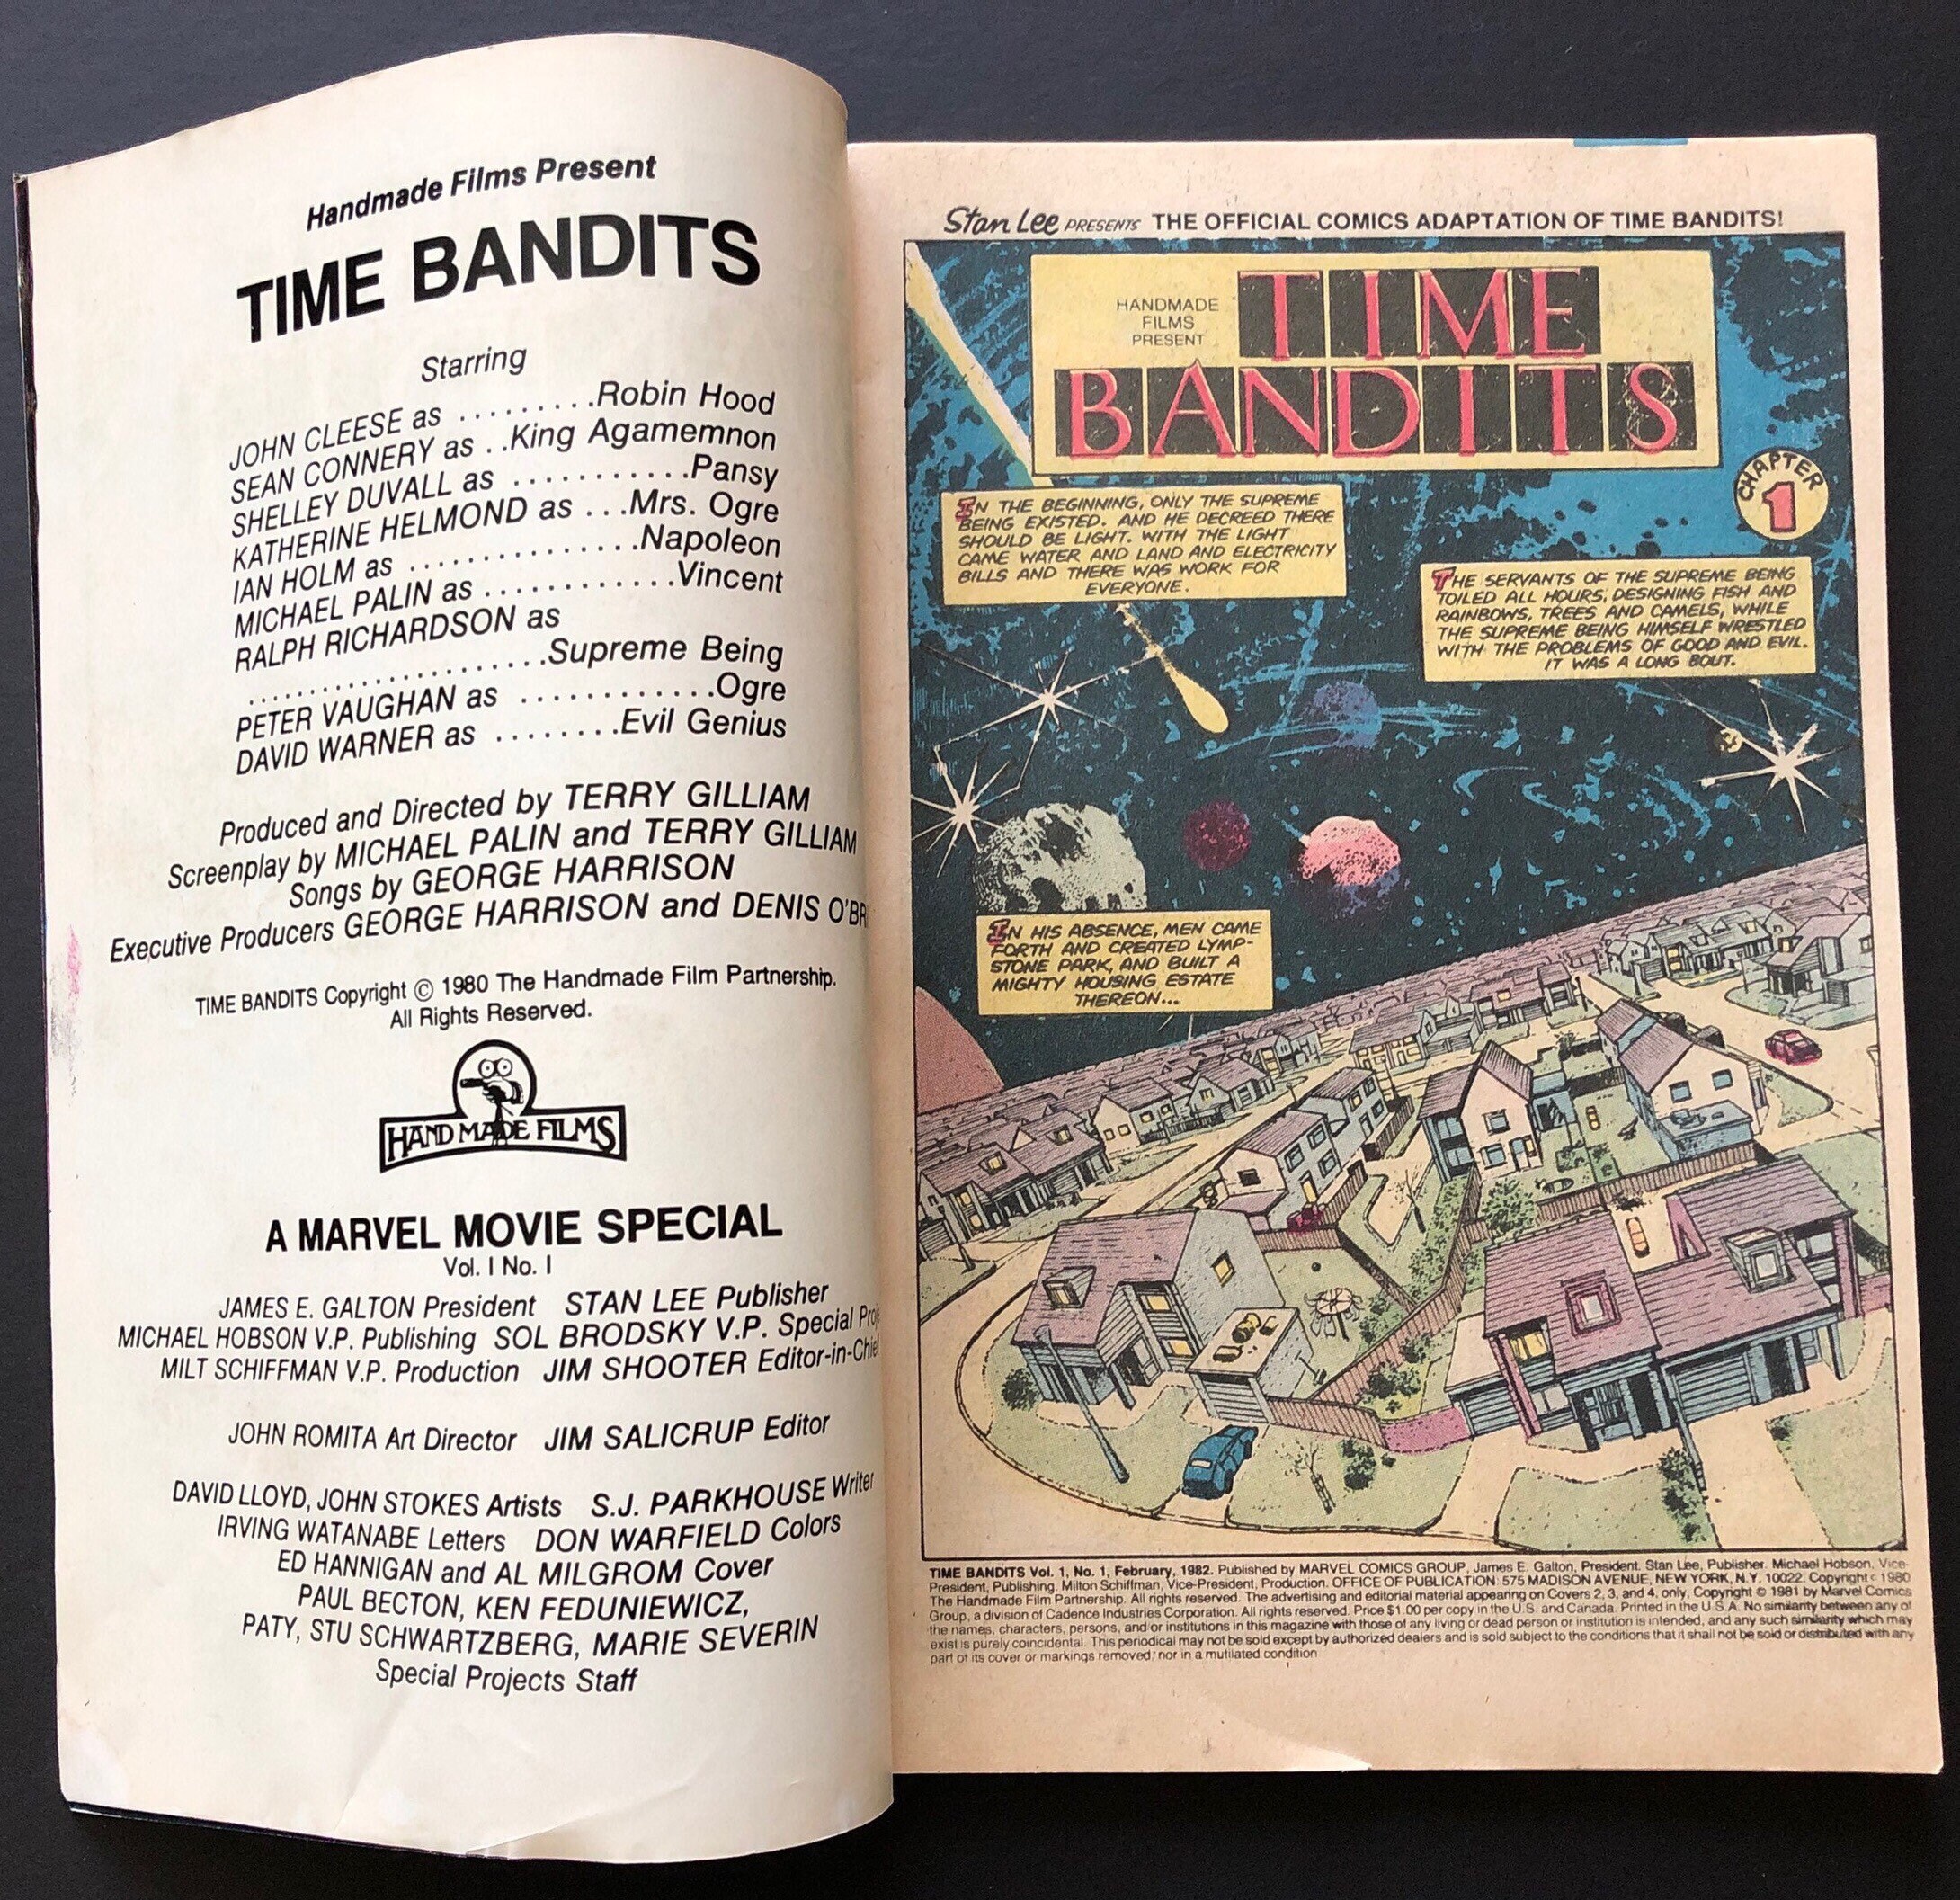 Handmade Films Present
TIME BANDITS
Starring
JOHN CLEESE as .........Robin Hood
SEAN CONNERY as ..King Agamemnon
SHELLEY DUVALL as ...........Pansy
KATHERINE HELMOND as ...Mrs. Ogre
IAN HOLM as .............Napoleon
MICHAEL PALIN as ............Vincent
RALPH RICHARDSON as
....................Supreme Being
PETER VAUGHAN as ............Ogre
DAVID WARNER as ........Evil Genius
Produced and Directed by TERRY GILLIAM
Screenplay by MICHAEL PALIN and TERRY GILLIAM
Songs by GEORGE HARRISON
Executive Producers GEORGE HARRISON and DENIS O'BR
TIME BANDITS Copyright © 1980 The Handmade Film Partnership.
All Rights Reserved.
HAND MADE FILMS
A MARVEL MOVIE SPECIAL
Vol. I No. I
JAMES E. GALTON President STAN LEE Publisher
MICHAEL HOBSON V.P. Publishing SOL BRODSKY V.P. Special Proj
MILT SCHIFFMAN V.P. Production JIM SHOOTER Editor-in-Chief
JOHN ROMITA Art Director JIM SALICRUP Editor
DAVID LLOYD, JOHN STOKES Artists S.J. PARKHOUSE Writer
IRVING WATANABE Letters DON WARFIELD Colors
ED HANNIGAN and AL MILGROM Cover
PAUL BECTON, KEN FEDUNIEWICZ,
PATY, STU SCHWARTZBERG, MARIE SEVERIN
Special Projects Staff
Stan Lee PRESENTS THE OFFICIAL COMICS ADAPTATION OF TIME BANDITS!
HANDMADE
FILMS
PRESENT
TIME
BANDITS
CHAPTER
1
IN THE BEGINNING, ONLY THE SUPREME
BEING EXISTED. AND HE DECREED THERE
SHOULD BE LIGHT. WITH THE LIGHT
CAME WATER AND LAND AND ELECTRICITY
BILLS AND THERE WAS WORK FOR
EVERYONE.
THE SERVANTS OF THE SUPREME BEING
TOILED ALL HOURS, DESIGNING FISH AND
RAINBOWS, TREES AND CAMELS, WHILE
THE SUPREME BEING HIMSELF WRESTLED
WITH THE PROBLEMS OF GOOD AND EVIL.
IT WAS A LONG BOUT.
IN HIS ABSENCE, MEN CAME
FORTH AND CREATED LYMP-
STONE PARK, AND BUILT A
MIGHTY HOUSING ESTATE
THEREON...
TIME BANDITS Vol. 1, No. 1, February, 1982. Published by MARVEL COMICS GROUP, James E. Galton, President. Stan Lee, Publisher. Michael Hobson, Vice-
President, Publishing. Milton Schiffman, Vice-President, Production. OFFICE OF PUBLICATION: 575 MADISON AVENUE, NEW YORK, N.Y. 10022. Copyright © 1980
The Handmade Film Partnership. All rights reserved. The advertising and editorial material appearing on Covers 2, 3, and 4, only, Copyright © 1981 by Marvel Comics
Group, a division of Cadence Industries Corporation. All rights reserved. Price $1.00 per copy in the U.S. and Canada. Printed in the U.S.A. No similarity between any of
the names, characters, persons, and/or institutions in this magazine with those of any living or dead person or institution is intended, and any such similarity which may
exist is purely coincidental. This periodical may not be sold except by authorized dealers and is sold subject to the conditions that it shall not be sold or distributed with any
part of its cover or markings removed, nor in a mutilated condition